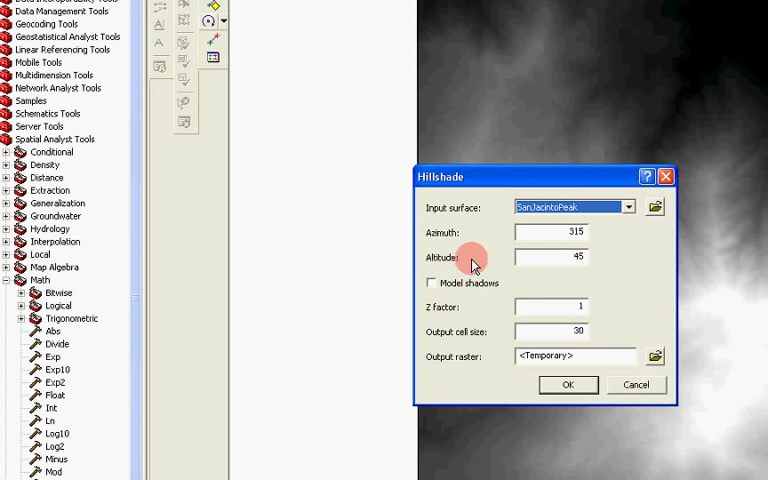 Data Management Tools
Geocoding Tools
Geostatistical Analyst Tools
Linear Referencing Tools
Mobile Tools
Multidimension Tools
Network Analyst Tools
Samples
Schematics Tools
Server Tools
Spatial Analyst Tools
Conditional
Density
Distance
Extraction
Generalization
Groundwater
Hydrology
Interpolation
Local
Map Algebra
Math
Bitwise
Logical
Trigonometric
Abs
Divide
Exp
Exp10
Exp2
Float
Int
Ln
Log10
Log2
Minus
Mod
Hillshade
Input surface: SanJacintoPeak
Azimuth: 315
Altitude: 45
Model shadows
Z factor: 1
Output cell size: 30
Output raster: <Temporary>
OK Cancel